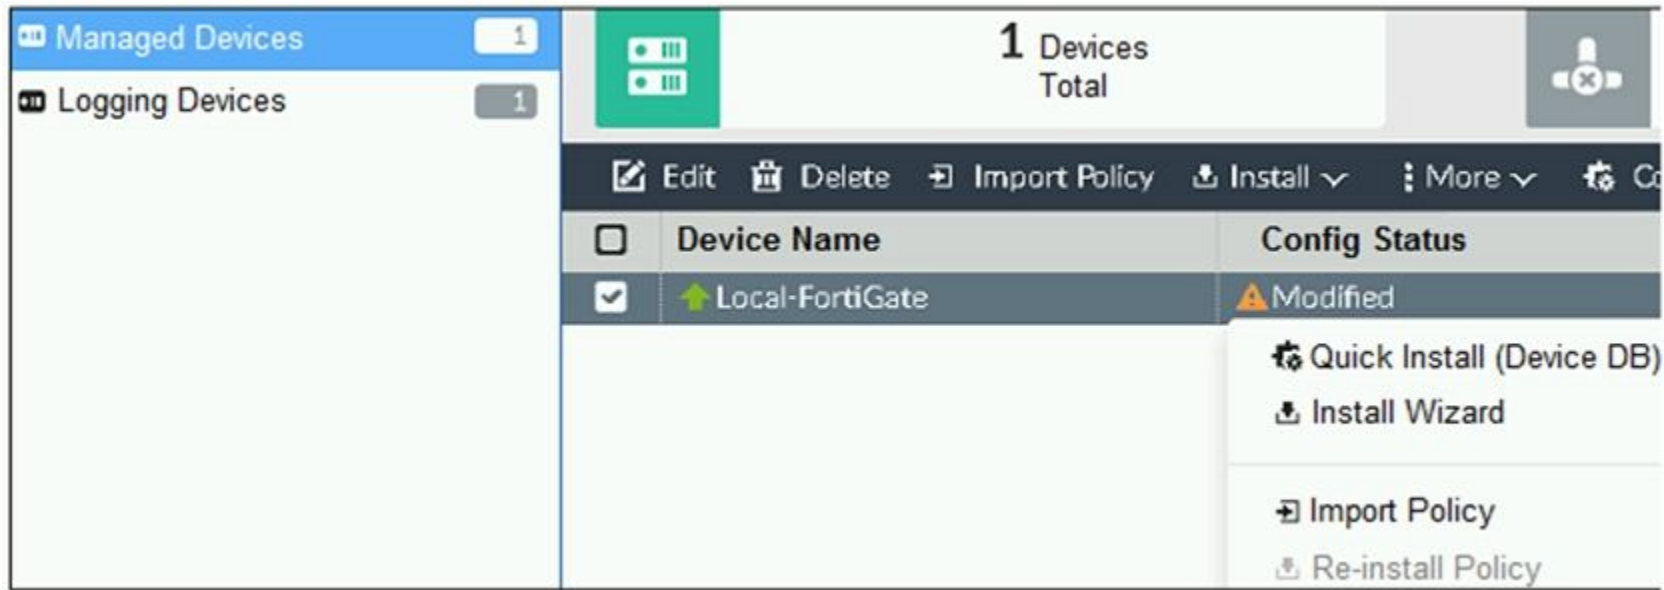 Managed Devices 1
Logging Devices 1
1 Devices
Total
Edit Delete Import Policy Install More
Device Name Config Status
Local-FortiGate Modified
Quick Install (Device DB)
Install Wizard
Import Policy
Re-install Policy